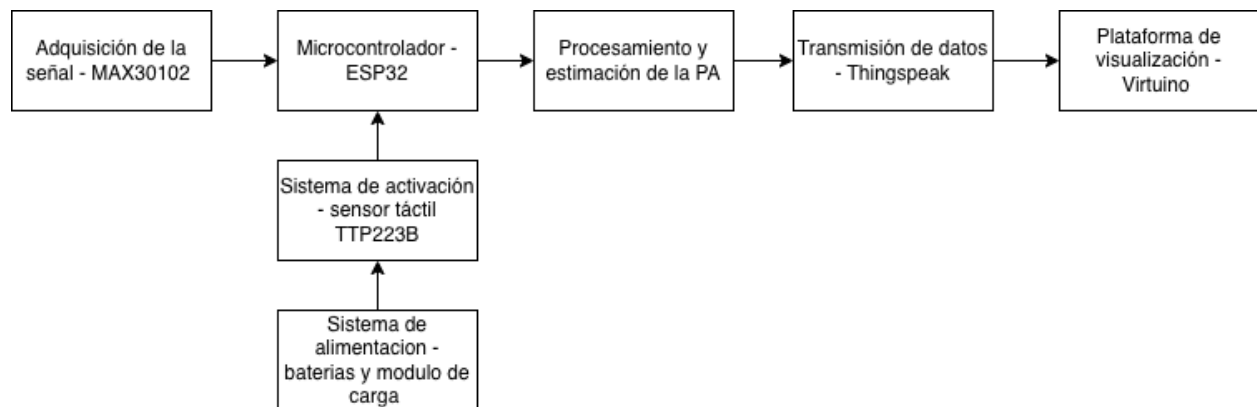 Adquisición de la
señal - MAX30102
Microcontrolador -
ESP32
Procesamiento y
estimación de la PA
Transmisión de datos
- Thingspeak
Plataforma de
visualización -
Virtuino
Sistema de activación
- sensor táctil
TTP223B
Sistema de
alimentacion -
baterias y modulo de
carga